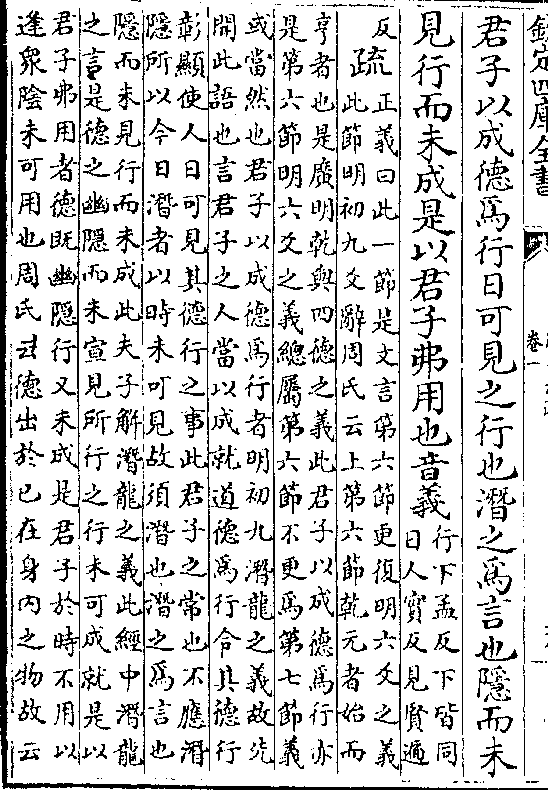 欽定四庫全書
卷一
君子以成德爲行日可見之行也潛之爲言也隱而未
見行而未成是以君子弗用也音義
行下孟反下皆同
日人實反見賢遍
反
疏
正義曰此一節是文言第六節更復明六爻之義
此節明初九爻辭周氏云上第六節乾元者始而
亨者也是廣明乾與四德之義此君子以成德爲行亦
是第六節明六爻之義總屬第六節不更爲第七節義
或當然也君子以成德爲行者明初九潛龍之義故先
開此語也言君子之人當以成就道德爲行令其德行
彰顯使人日可見其德行之事此君子之常也不應潛
隱所以今日潛者以時未可見故須潛也潛之爲言也
隱而未見行而未成此夫子解潛龍之義此經中潛龍
之言是德之幽隱而未宣見所行之行未可成就是以
君子弗用者德既幽隱行又未成是君子於時不用以
逢衆陰未可用也周氏云德出於已在身內之物故云